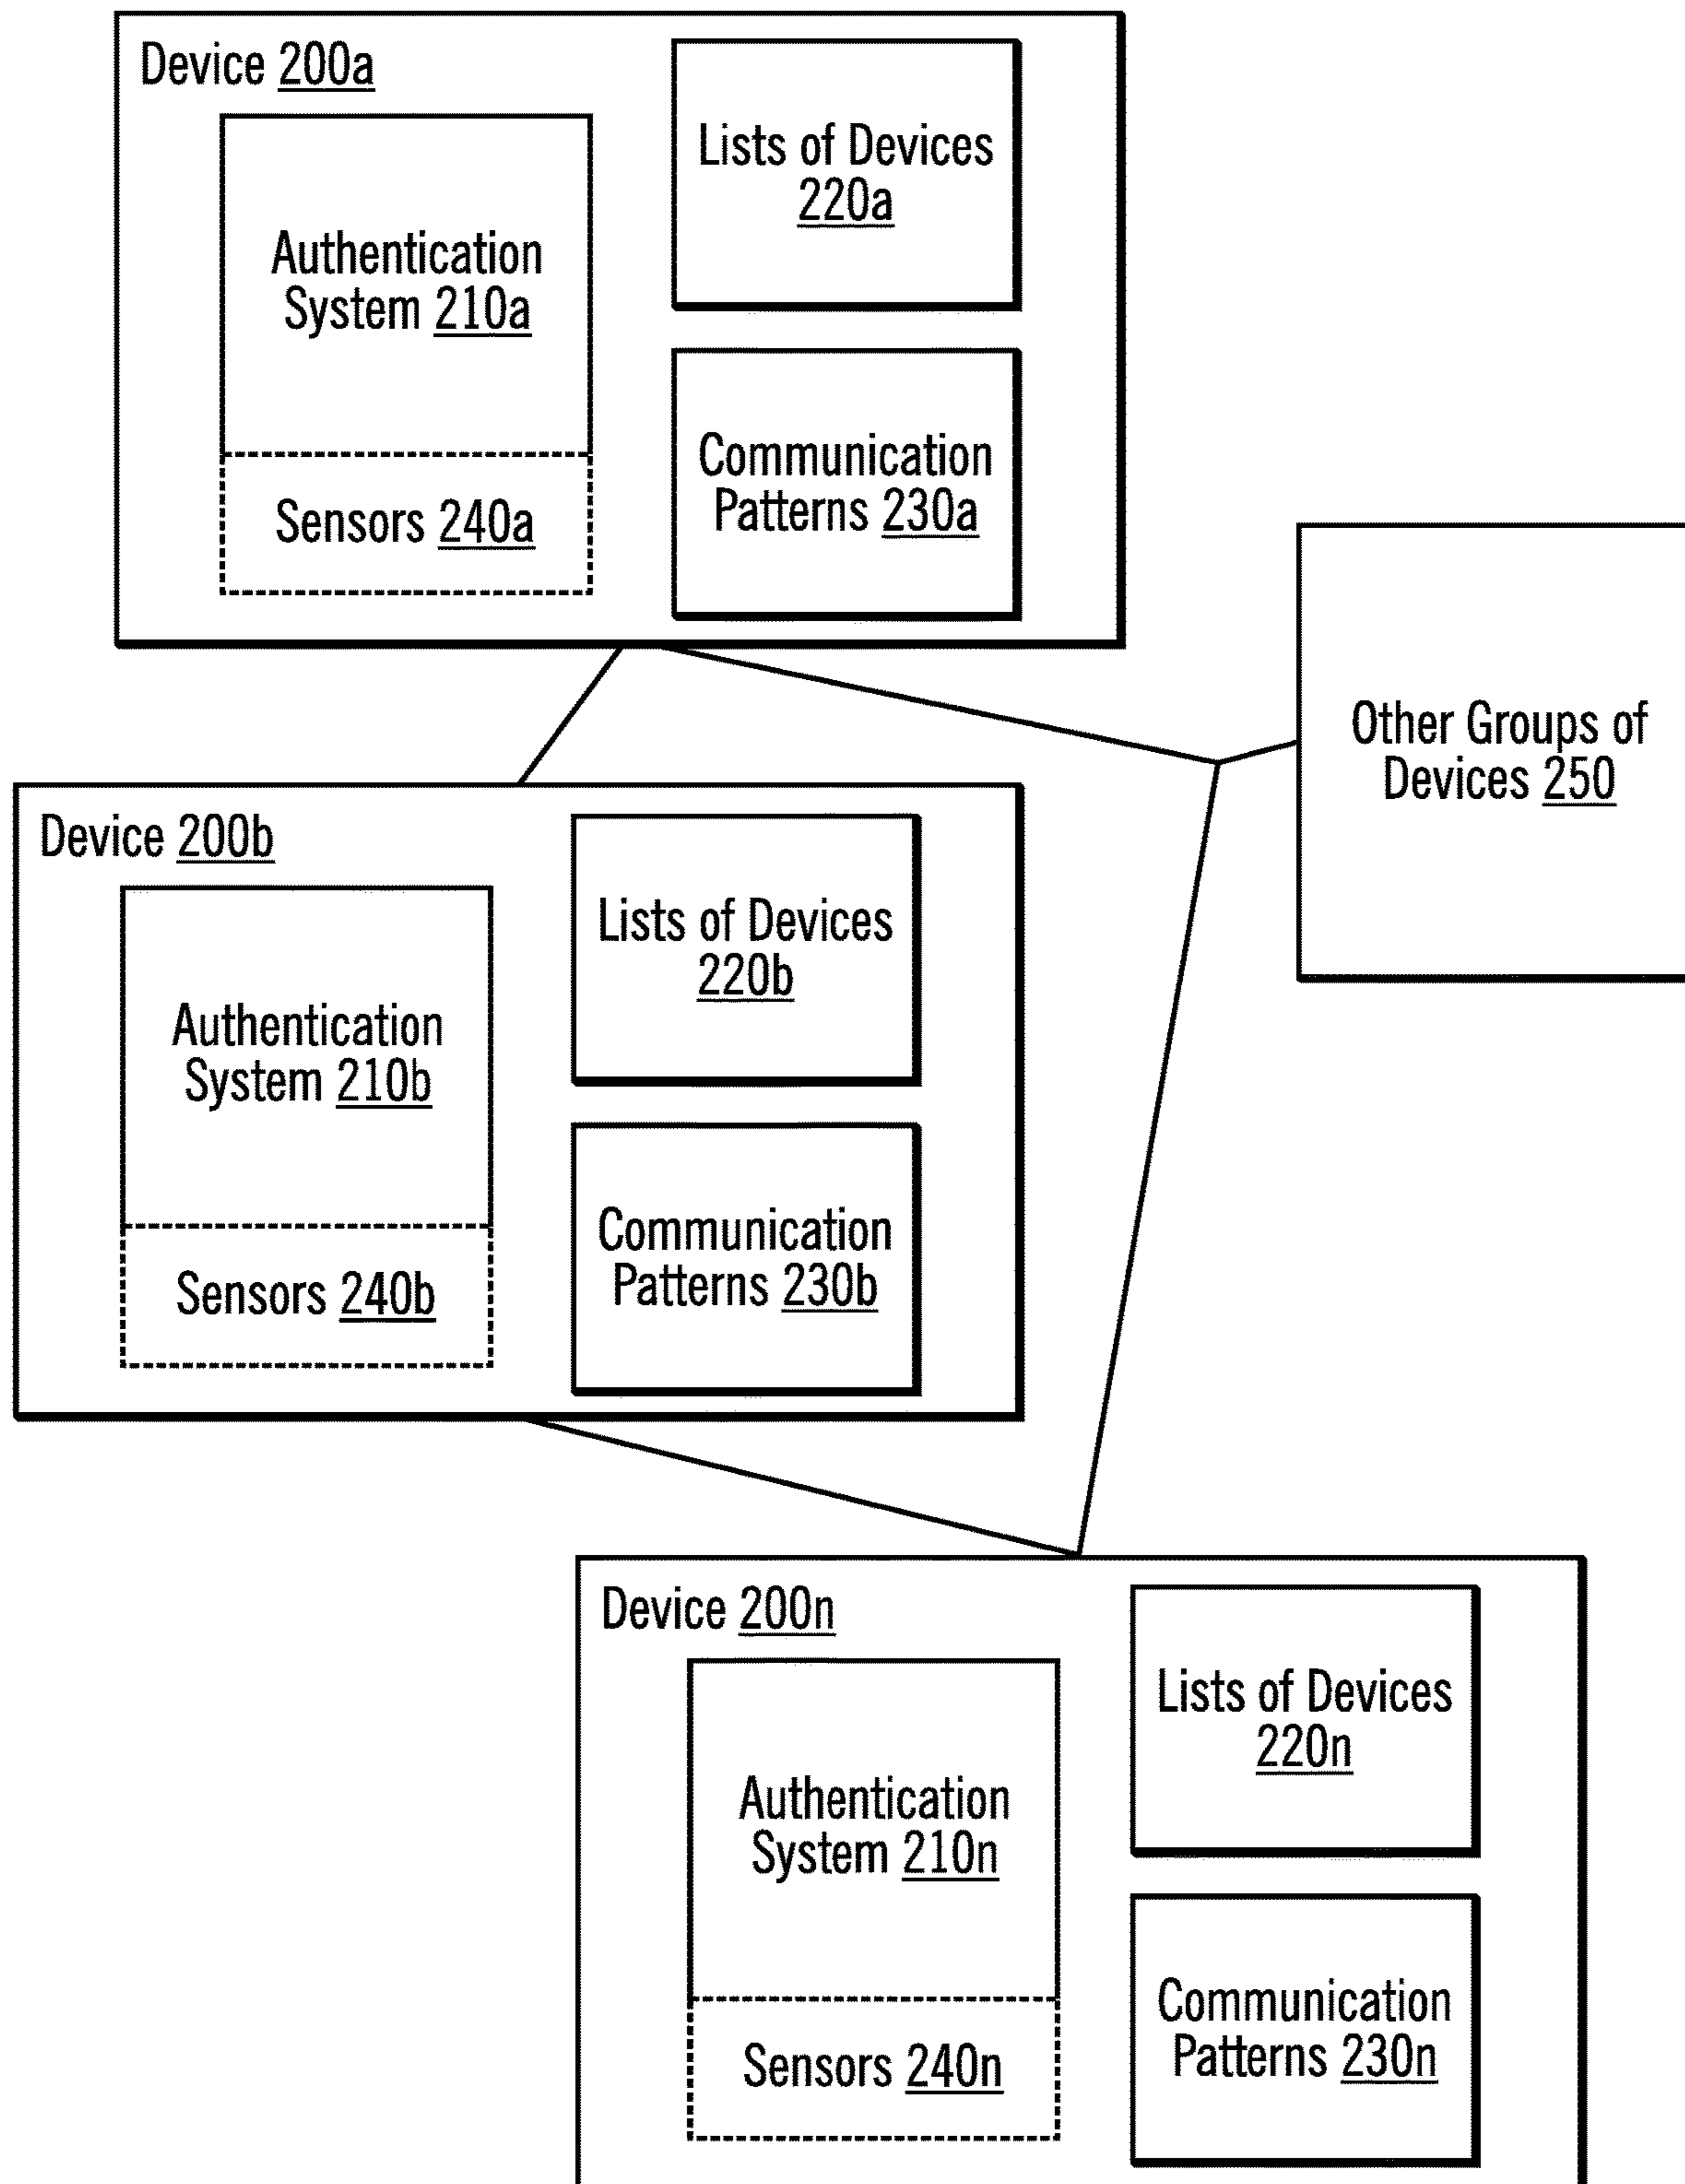 Device 200a
Lists of Devices
220a
Authentication
System 210a
Communication
Patterns 230a
Sensors 240a
Other Groups of
Devices 250
Device 200b
Lists of Devices
220b
Authentication
System 210b
Communication
Patterns 230b
Sensors 240b
Device 200n
Lists of Devices
220n
Authentication
System 210n
Communication
Patterns 230n
Sensors 240n